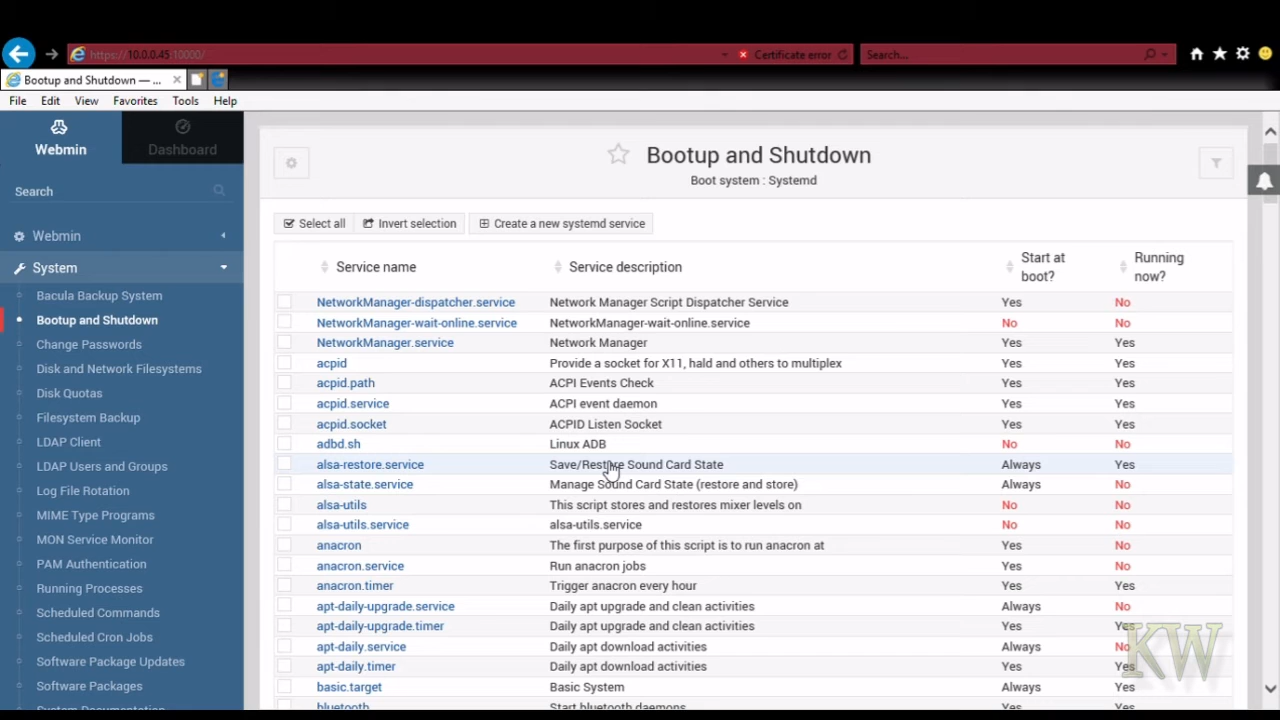 https://10.0.0.45:10000/
Certificate error
Search...
Bootup and Shutdown — ...
File Edit View Favorites Tools Help
Webmin
Dashboard
Search
Webmin
System
Bacula Backup System
Bootup and Shutdown
Change Passwords
Disk and Network Filesystems
Disk Quotas
Filesystem Backup
LDAP Client
LDAP Users and Groups
Log File Rotation
MIME Type Programs
MON Service Monitor
PAM Authentication
Running Processes
Scheduled Commands
Scheduled Cron Jobs
Software Package Updates
Software Packages
System Documentation
Bootup and Shutdown
Boot system : Systemd
Select all Invert selection Create a new systemd service
Service name Service description Start at boot? Running now?
NetworkManager-dispatcher.service Network Manager Script Dispatcher Service Yes No
NetworkManager-wait-online.service NetworkManager-wait-online.service No No
NetworkManager.service Network Manager Yes Yes
acpid Provide a socket for X11, hald and others to multiplex Yes Yes
acpid.path ACPI Events Check Yes Yes
acpid.service ACPI event daemon Yes Yes
acpid.socket ACPID Listen Socket Yes Yes
adbd.sh Linux ADB No No
alsa-restore.service Save/Restore Sound Card State Always Yes
alsa-state.service Manage Sound Card State (restore and store) Always No
alsa-utils This script stores and restores mixer levels on No No
alsa-utils.service alsa-utils.service No No
anacron The first purpose of this script is to run anacron at Yes No
anacron.service Run anacron jobs Yes No
anacron.timer Trigger anacron every hour Yes Yes
apt-daily-upgrade.service Daily apt upgrade and clean activities Always No
apt-daily-upgrade.timer Daily apt upgrade and clean activities Yes Yes
apt-daily.service Daily apt download activities Always No
apt-daily.timer Daily apt download activities Yes Yes
basic.target Basic System Always Yes
bluetooth Start bluetooth daemons
KW